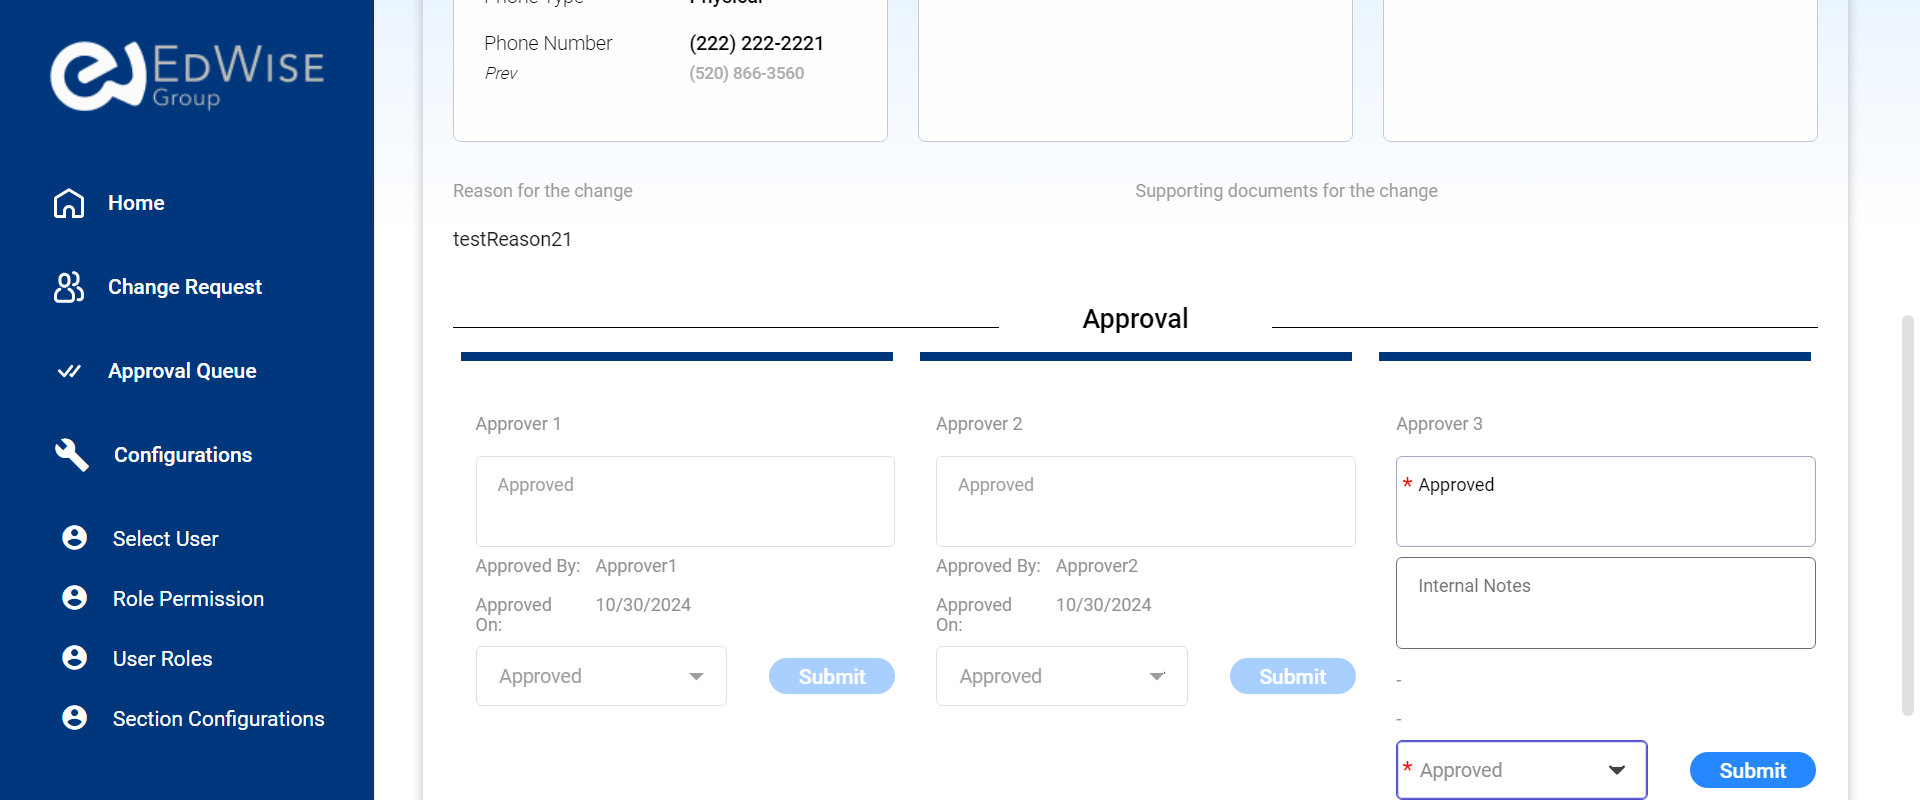 EDWISE
Group
Home
Change Request
Approval Queue
Configurations
Select User
Role Permission
User Roles
Section Configurations
Phone Type Physical
Phone Number (222) 222-2221
Prev (520) 866-3560
Reason for the change
Supporting documents for the change
testReason21
Approval
Approver 1
Approved
Approved By: Approver1
Approved On: 10/30/2024
Approved
Submit
Approver 2
Approved
Approved By: Approver2
Approved On: 10/30/2024
Approved
Submit
Approver 3
* Approved
Internal Notes
-
-
* Approved
Submit